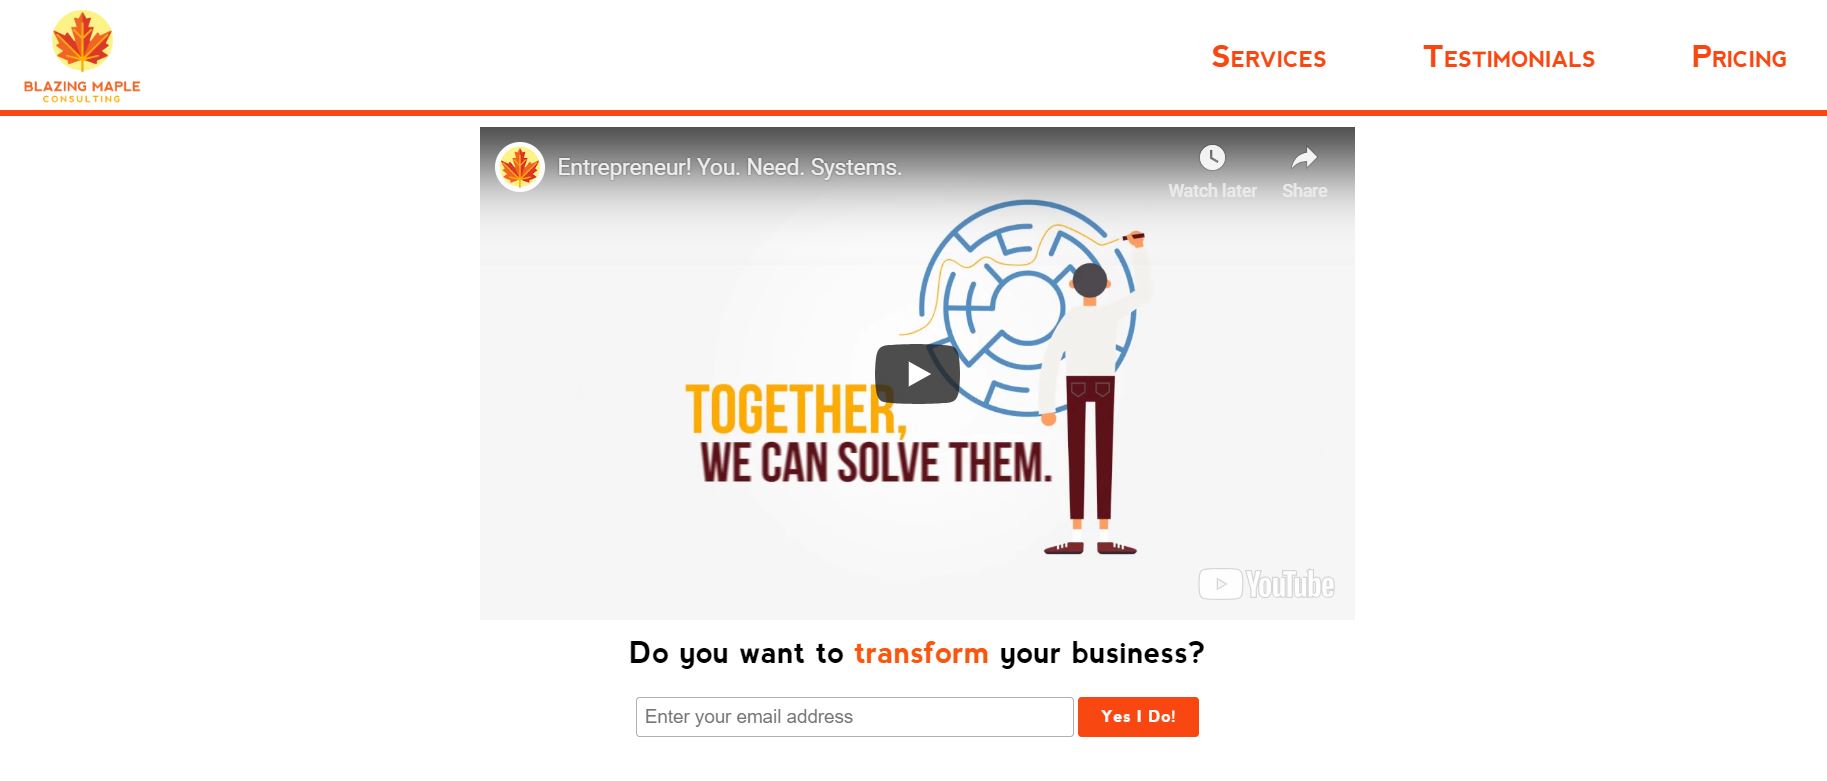 BLAZING MAPLE
CONSULTING
Services
Testimonials
Pricing
Entrepreneur! You. Need. Systems.
Watch later
Share
TOGETHER,
WE CAN SOLVE THEM.
YouTube
Do you want to transform your business?
Enter your email address
Yes I Do!